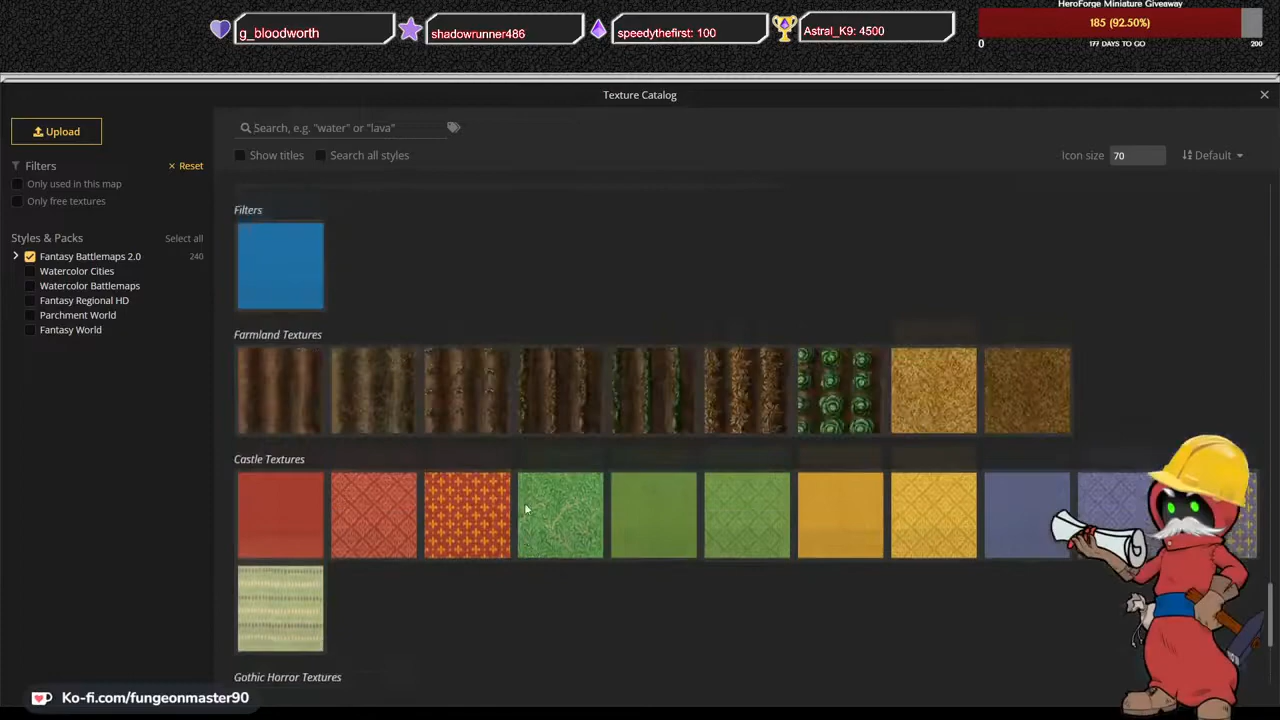 HeroForge Miniature Giveaway
g_bloodworth
shadowrunner486
speedythefirst: 100
Astral_K9: 4500
185 (92.50%)
0
177 DAYS TO GO
200
Texture Catalog
Upload
Search, e.g. "water" or "lava"
Show titles
Search all styles
Icon size
70
Default
Filters
Reset
Only used in this map
Only free textures
Styles & Packs
Select all
Fantasy Battlemaps 2.0
240
Watercolor Cities
Watercolor Battlemaps
Fantasy Regional HD
Parchment World
Fantasy World
Filters
Farmland Textures
Castle Textures
Gothic Horror Textures
Ko-fi.com/fungeonmaster90